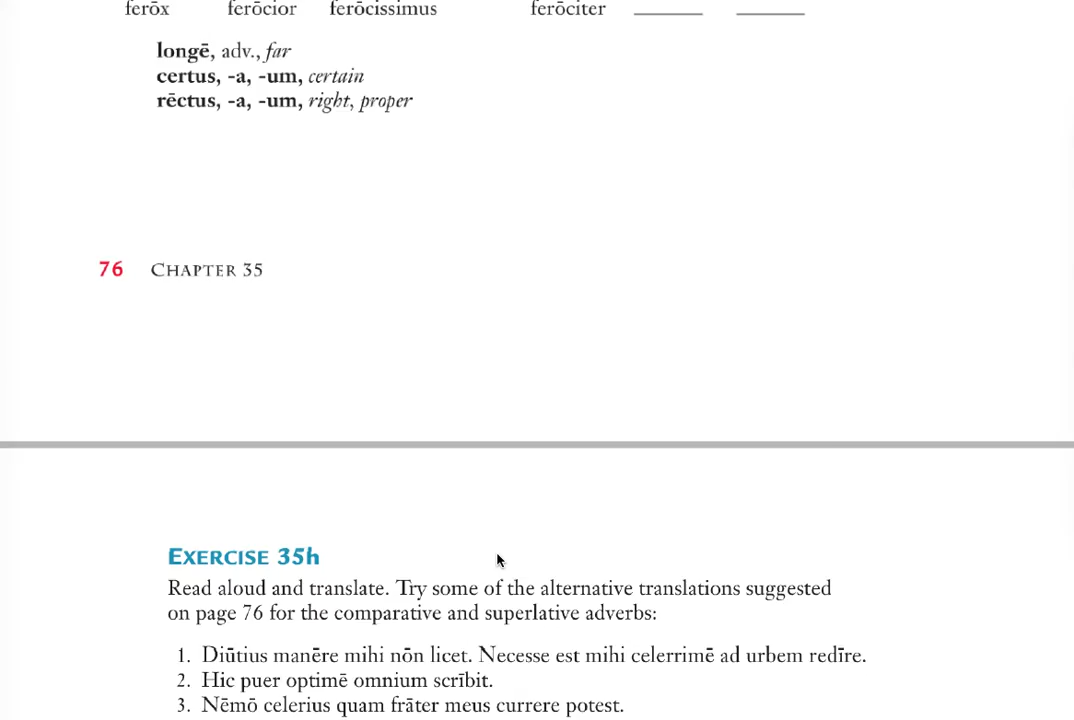 ferōx ferōcior ferōcissimus ferōciter
longē, adv., far
certus, -a, -um, certain
rēctus, -a, -um, right, proper
76 CHAPTER 35
EXERCISE 35h
Read aloud and translate. Try some of the alternative translations suggested
on page 76 for the comparative and superlative adverbs:
1. Diūtius manēre mihi nōn licet. Necesse est mihi celerrimē ad urbem redīre.
2. Hic puer optimē omnium scrībit.
3. Nēmō celerius quam frāter meus currere potest.